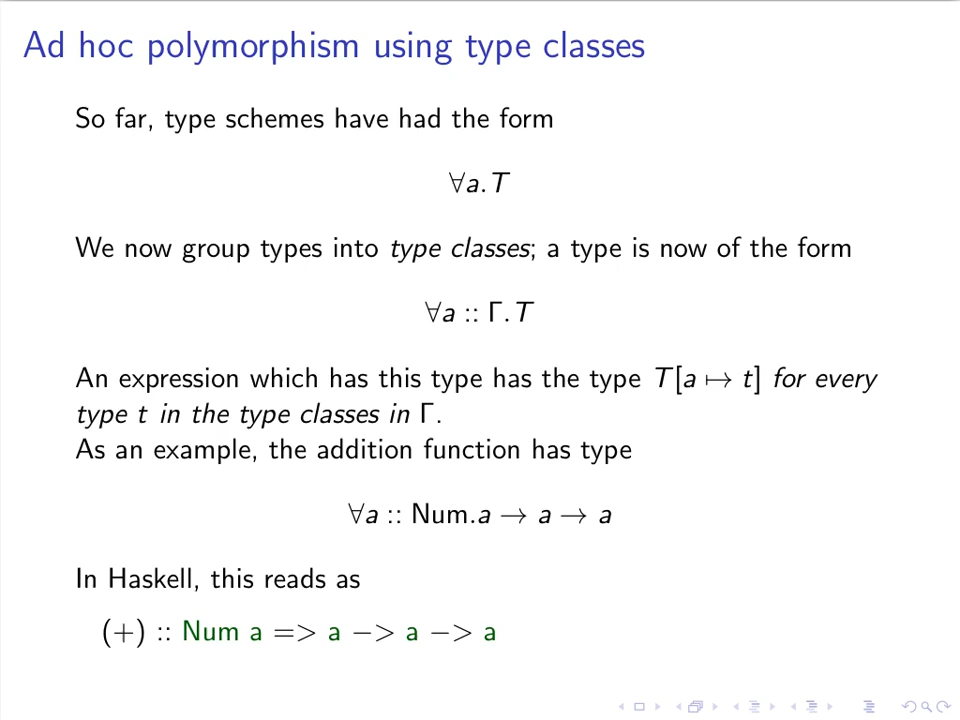 Ad hoc polymorphism using type classes
So far, type schemes have had the form
∀a.T
We now group types into type classes; a type is now of the form
∀a :: Γ.T
An expression which has this type has the type T[a ↦ t] for every
type t in the type classes in Γ.
As an example, the addition function has type
∀a :: Num.a → a → a
In Haskell, this reads as
(+) :: Num a => a −> a −> a